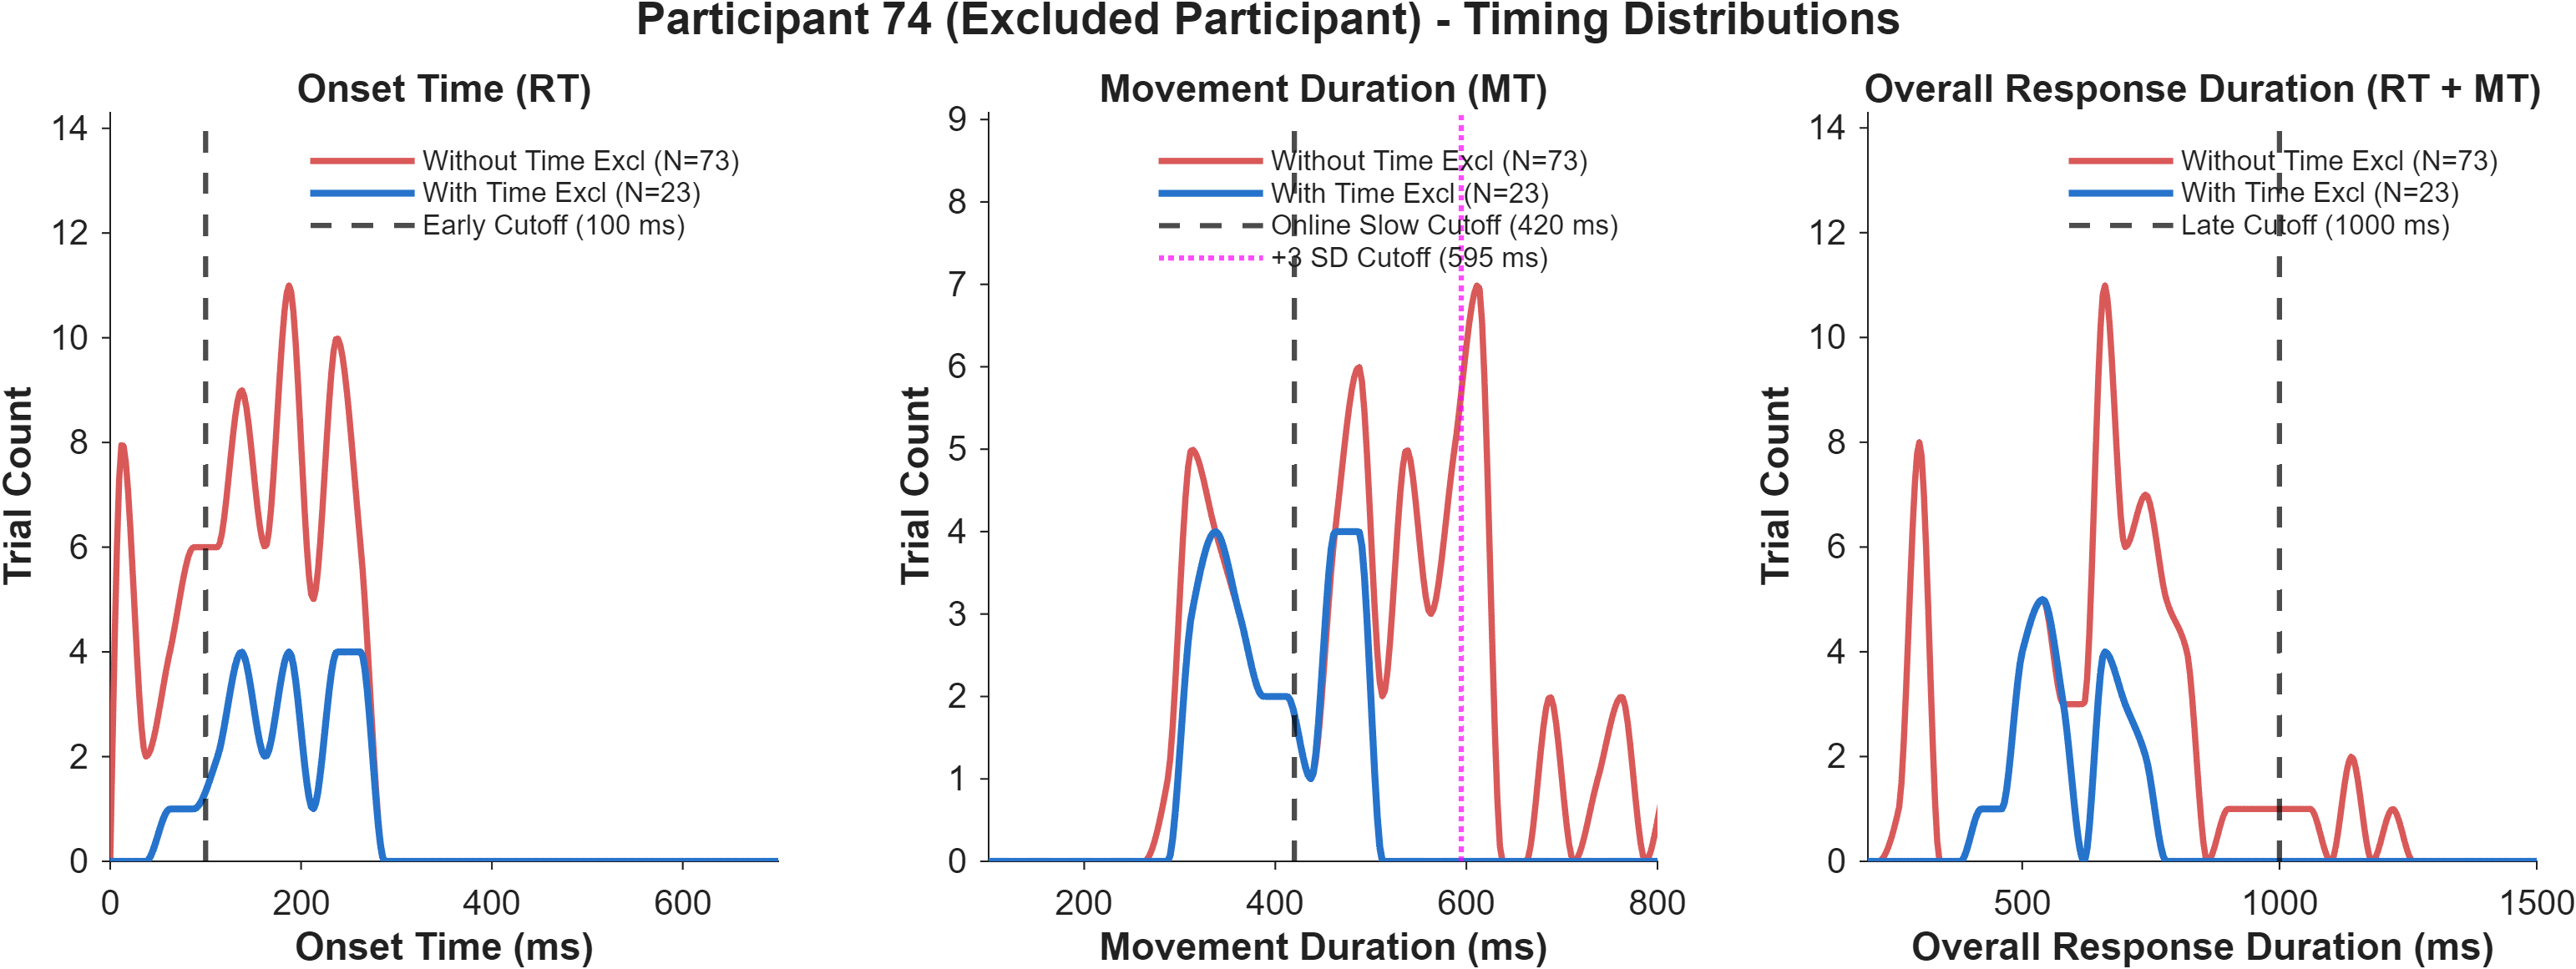 Participant 74 (Excluded Participant) - Timing Distributions
Onset Time (RT)
14
12
10
8
6
4
2
0
Trial Count
Without Time Excl (N=73)
With Time Excl (N=23)
Early Cutoff (100 ms)
0 200 400 600
Onset Time (ms)
Movement Duration (MT)
9
8
7
6
5
4
3
2
1
0
Trial Count
Without Time Excl (N=73)
With Time Excl (N=23)
Online Slow Cutoff (420 ms)
+3 SD Cutoff (595 ms)
200 400 600 800
Movement Duration (ms)
Overall Response Duration (RT + MT)
14
12
10
8
6
4
2
0
Trial Count
Without Time Excl (N=73)
With Time Excl (N=23)
Late Cutoff (1000 ms)
500 1000 1500
Overall Response Duration (ms)